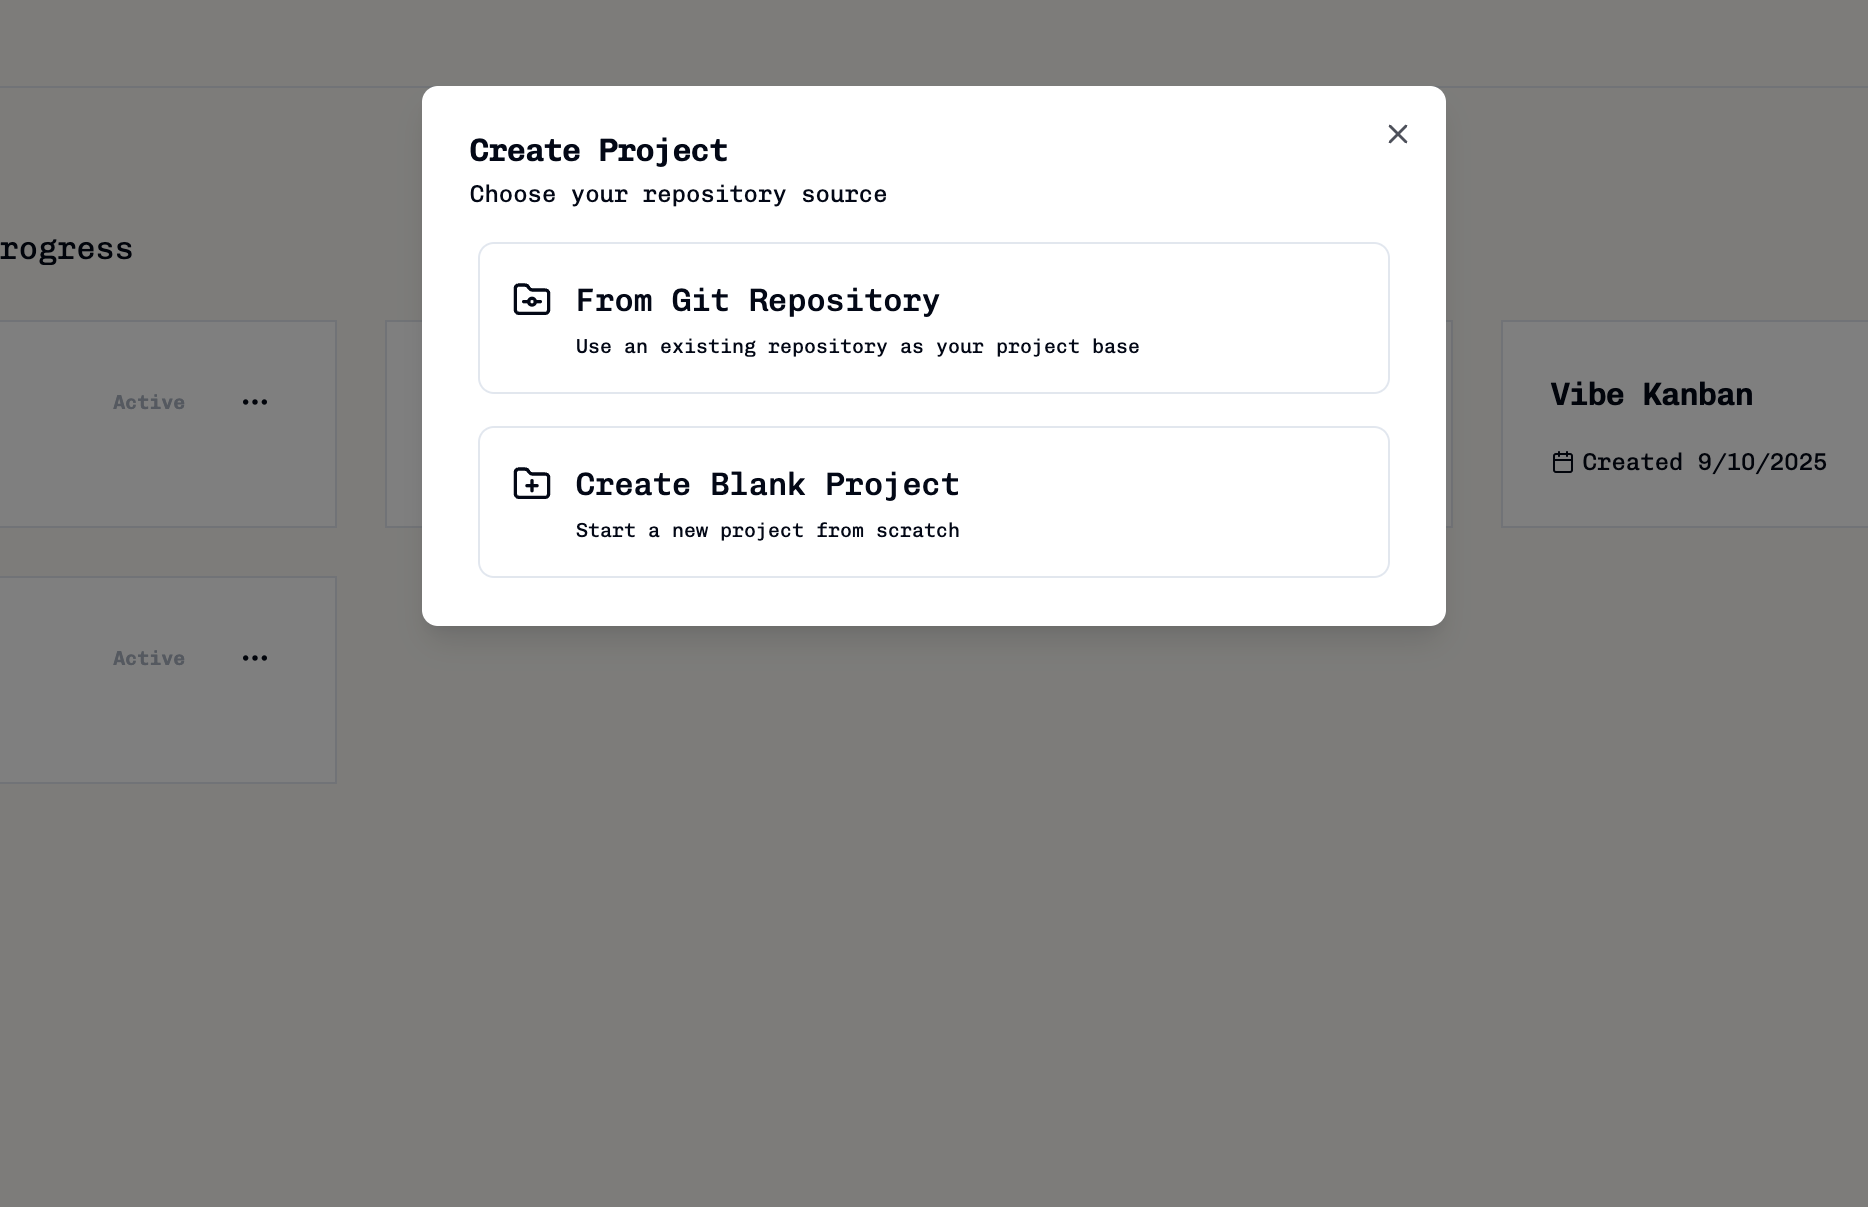 Create Project
Choose your repository source
From Git Repository
Use an existing repository as your project base
Create Blank Project
Start a new project from scratch
rogress
Active
Vibe Kanban
Created 9/10/2025
Active